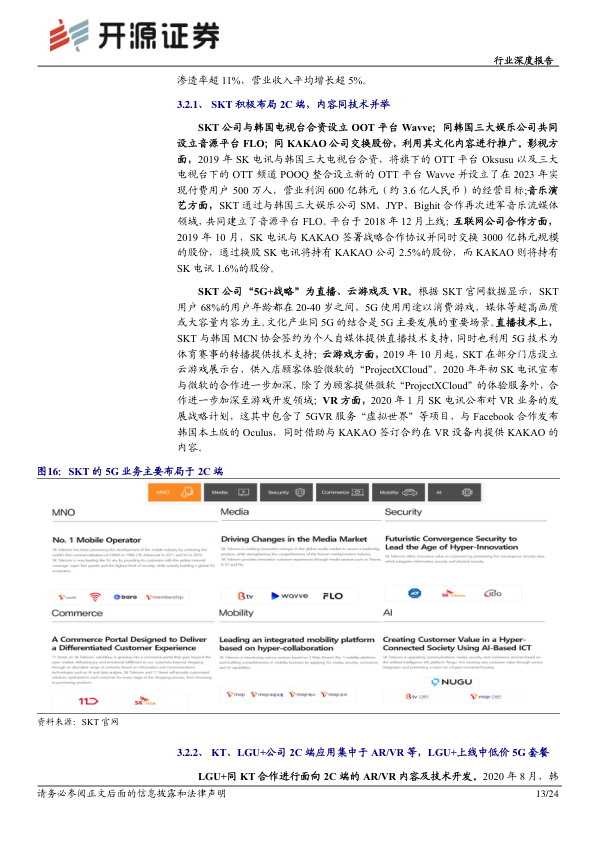 开源证券
行业深度报告
渗透率超 11%，营业收入平均增长超 5%。
3.2.1、 SKT 积极布局 2C 端，内容同技术并举
SKT 公司与韩国电视台合资设立 OOT 平台 Wavve；同韩国三大娱乐公司共同
设立音源平台 FLO；同 KAKAO 公司交换股份，利用其文化内容进行推广。影视方
面，2019 年 SK 电讯与韩国三大电视台合资，将旗下的 OTT 平台 Oksusu 以及三大
电视台下的 OTT 频道 POOQ 整合设立新的 OTT 平台 Wavve 并设立了在 2023 年实
现付费用户 500 万人，营业利润 600 亿韩元（约 3.6 亿人民币）的经营目标;音乐演
艺方面，SKT 通过与韩国三大娱乐公司 SM、JYP、Bighit 合作再次进军音乐流媒体
领域，共同建立了音源平台 FLO。平台于 2018 年 12 月上线；互联网公司合作方面，
2019 年 10 月，SK 电讯与 KAKAO 签署战略合作协议并同时交换 3000 亿韩元规模
的股份，通过换股 SK 电讯将持有 KAKAO 公司 2.5%的股份，而 KAKAO 则将持有
SK 电讯 1.6%的股份。
SKT 公司“5G+战略”为直播、云游戏及 VR。根据 SKT 官网数据显示，SKT
用户 68%的用户年龄都在 20-40 岁之间，5G 使用用途以消费游戏、媒体等超高画质
或大容量内容为主。文化产业同 5G 的结合是 5G 主要发展的重要场景。直播技术上，
SKT 与韩国 MCN 协会签约为个人自媒体提供直播技术支持，同时也利用 5G 技术为
体育赛事的转播提供技术支持；云游戏方面，2019 年 10 月起，SKT 在部分门店设立
云游戏展示台，供入店顾客体验微软的“ProjectXCloud”。2020 年年初 SK 电讯宣布
与微软的合作进一步加深，除了为顾客提供微软“ProjectXCloud”的体验服务外，合
作进一步加深至游戏开发领域；VR 方面，2020 年 1 月 SK 电讯公布对 VR 业务的发
展战略计划，这其中包含了 5GVR 服务“虚拟世界”等项目，与 Facebook 合作发布
韩国本土版的 Oculus，同时借助与 KAKAO 签订合约在 VR 设备内提供 KAKAO 的
内容。
图16：SKT 的 5G 业务主要布局于 2C 端
MNO Media Security Commerce Mobility AI
MNO Media Security
No. 1 Mobile Operator
Driving Changes in the Media Market
Futuristic Convergence Security to
Lead the Age of Hyper-Innovation
T world bara T membership
B tv wavve FLO
ADT SK infosec IDQ
Commerce Mobility AI
A Commerce Portal Designed to Deliver
a Differentiated Customer Experience
Leading an integrated mobility platform
based on hyper-collaboration
Creating Customer Value in a Hyper-
Connected Society Using AI-Based ICT
11 SK stoa
NUGU
资料来源：SKT 官网
3.2.2、 KT、LGU+公司 2C 端应用集中于 AR/VR 等，LGU+上线中低价 5G 套餐
LGU+同 KT 合作进行面向 2C 端的 AR/VR 内容及技术开发。2020 年 8 月，韩
请务必参阅正文后面的信息披露和法律声明
13/24